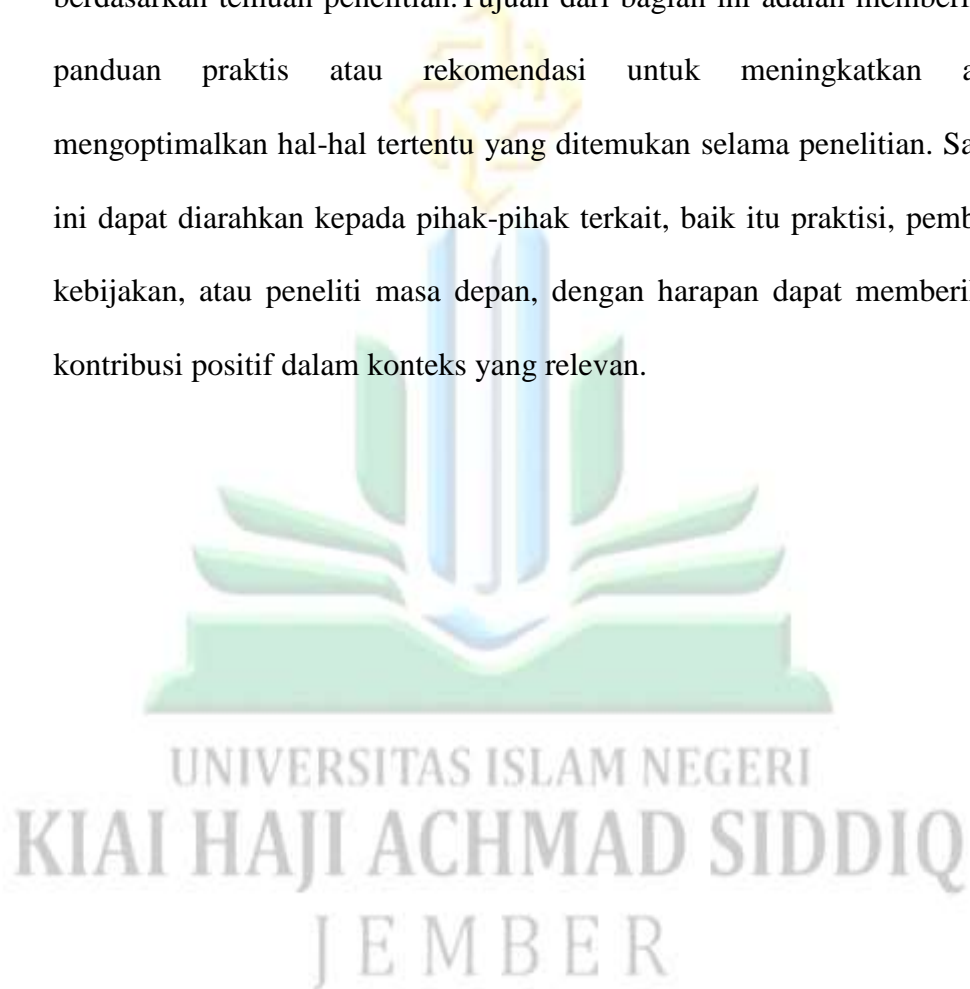 berdasarkan temuan penelitian.Tujuan dari bagian ini adalah
panduan praktis atau rekomendasi untuk meningkatkan
mengoptimalkan hal-hal tertentu yang ditemukan selama penelitian.
ini dapat diarahkan kepada pihak-pihak terkait, baik itu praktisi,
kebijakan, atau peneliti masa depan, dengan harapan dapat
kontribusi positif dalam konteks yang relevan.
UNIVERSITAS ISLAM NEGERI
KIAI HAJI ACHMAD SIDDIQ
JEMBER